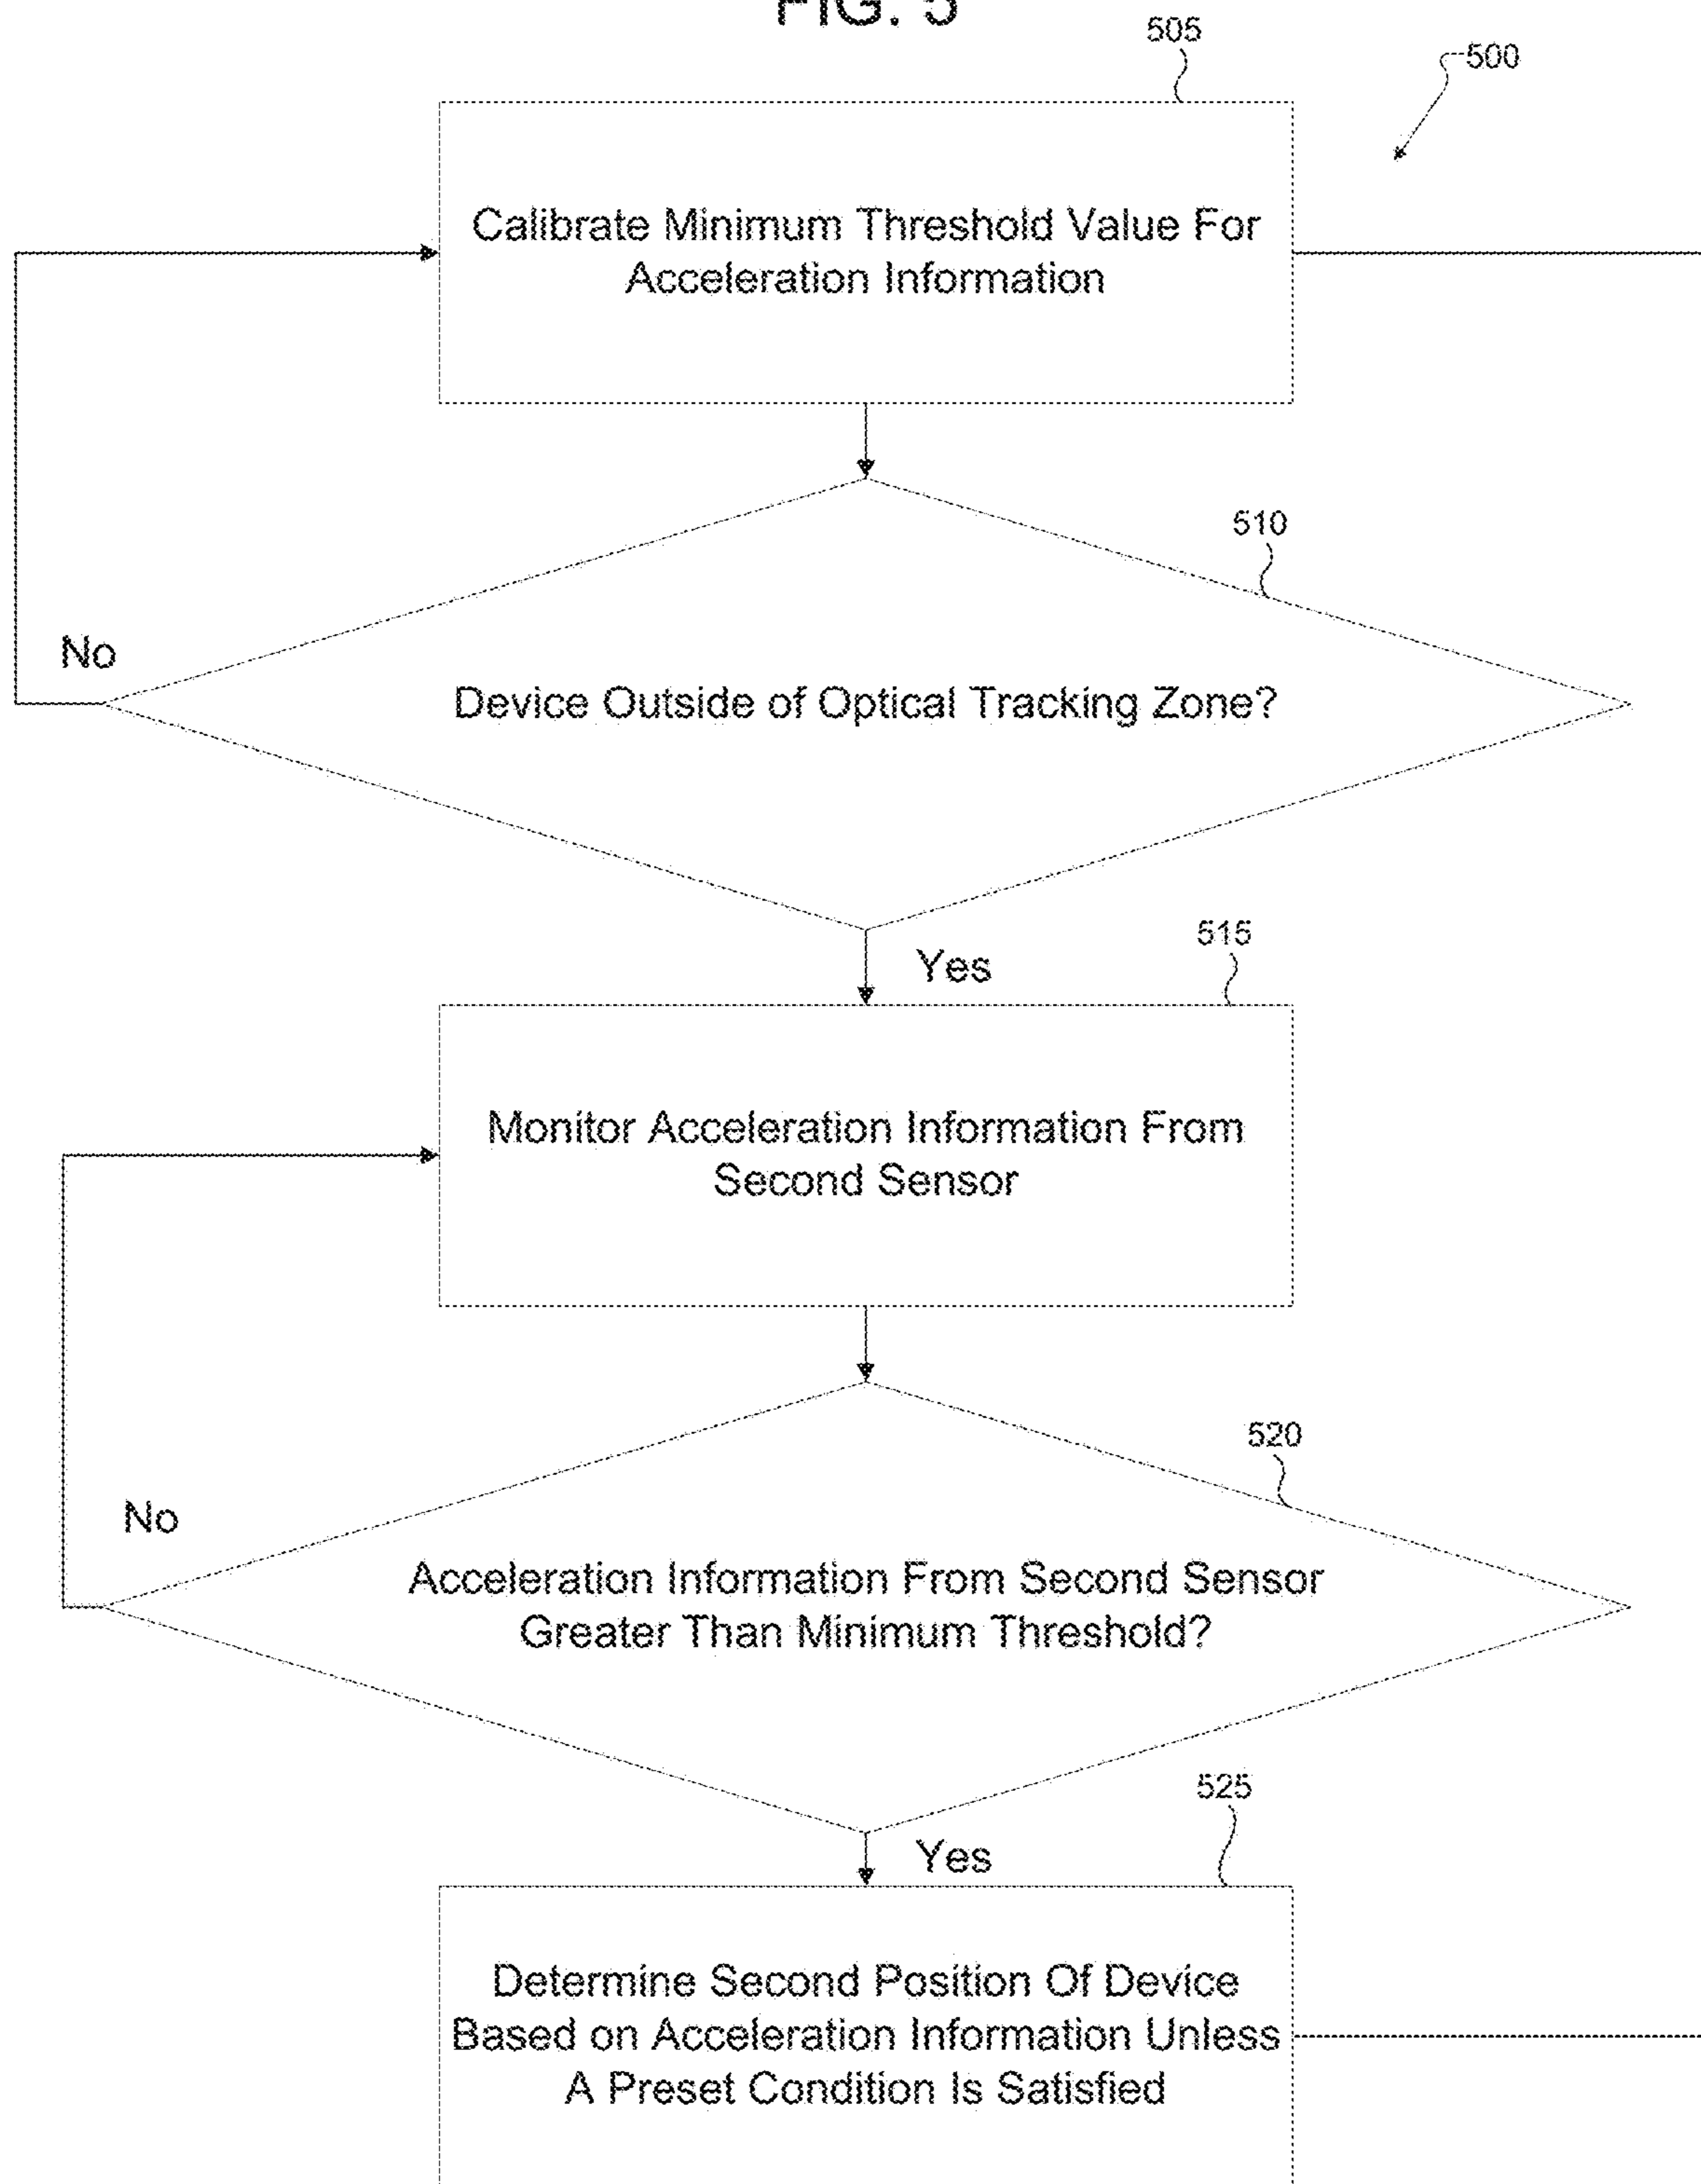 FIG. 5
505
500
Calibrate Minimum Threshold Value For
Acceleration Information
510
No
Device Outside of Optical Tracking Zone?
Yes
515
Monitor Acceleration Information From
Second Sensor
520
No
Acceleration Information From Second Sensor
Greater Than Minimum Threshold?
Yes
525
Determine Second Position Of Device
Based on Acceleration Information Unless
A Preset Condition Is Satisfied